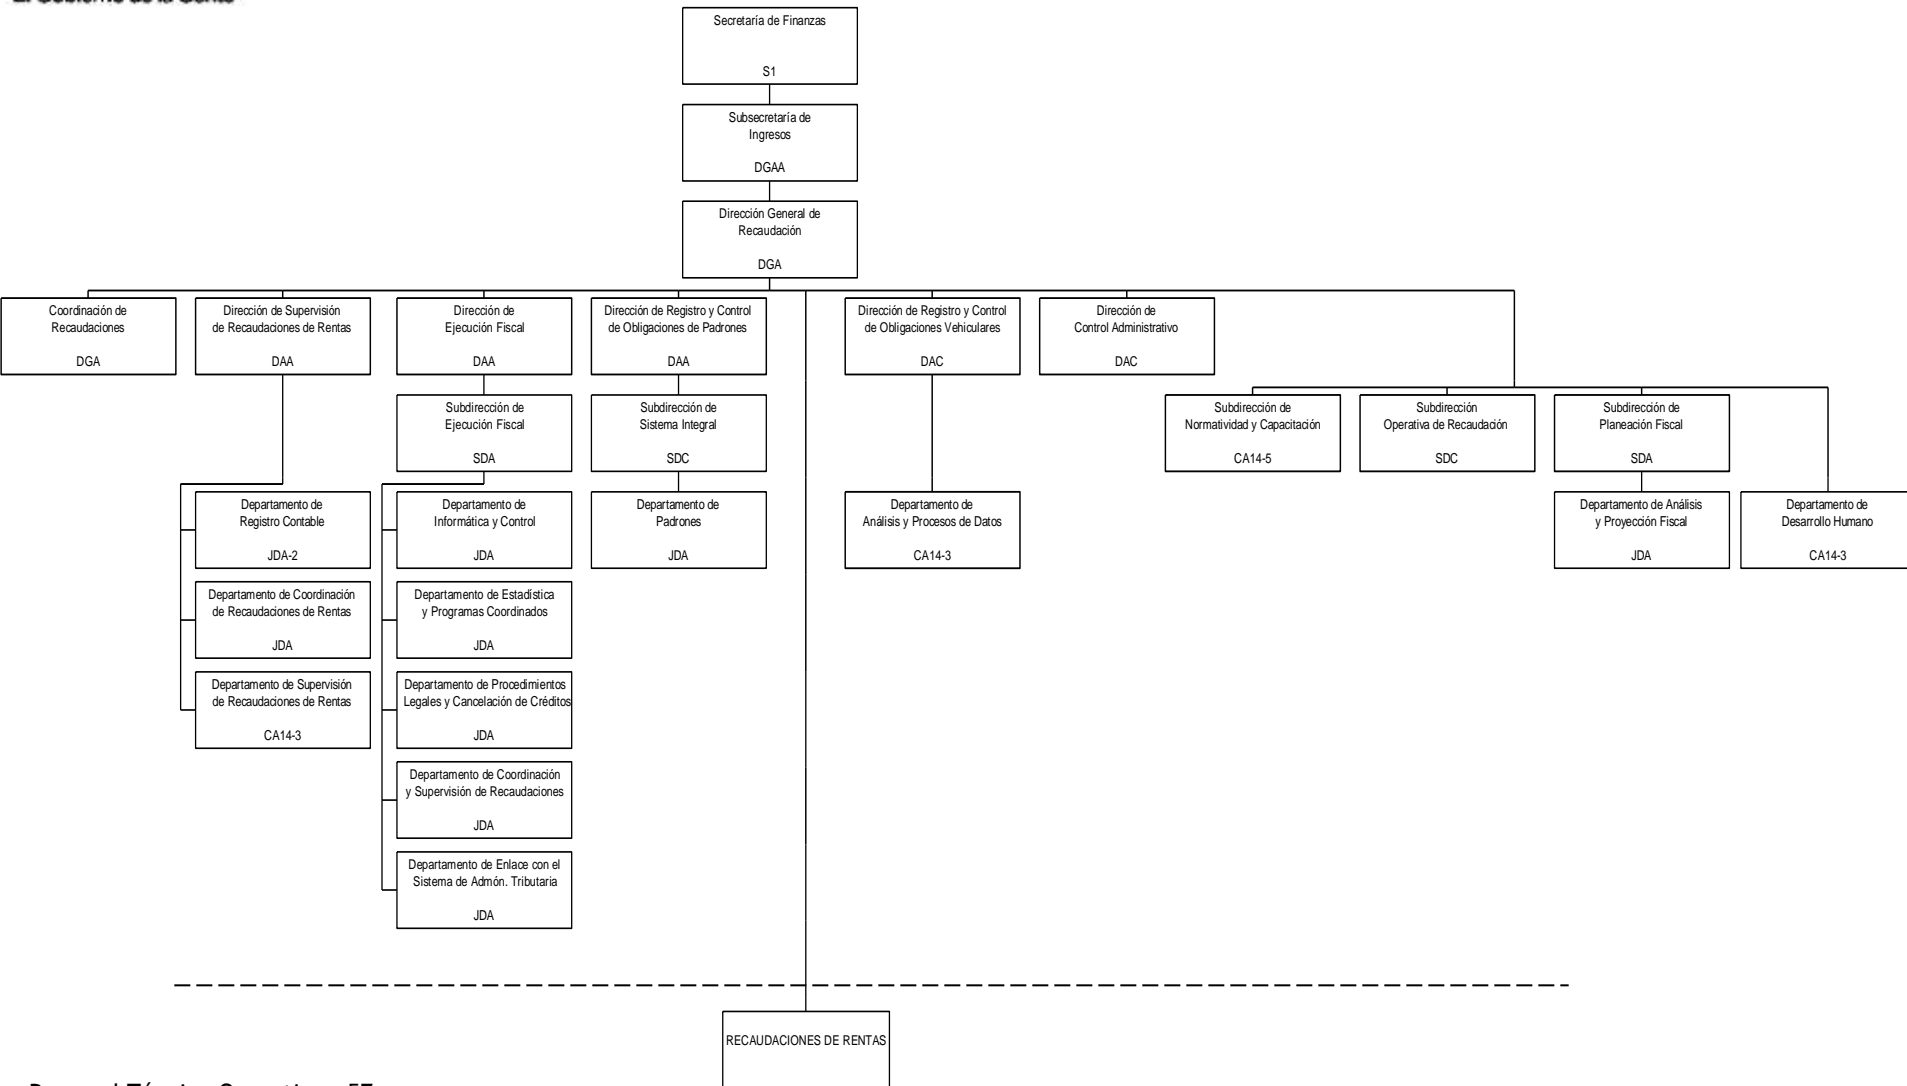 Secretaría de Finanzas
S1
Subsecretaría de
Ingresos
DGAA
Dirección General de
Recaudación
DGA
Coordinación de
Recaudaciones
DGA
Dirección de Supervisión
de Recaudaciones de Rentas
DAA
Dirección de
Ejecución Fiscal
DAA
Dirección de Registro y Control
de Obligaciones de Padrones
DAA
Dirección de Registro y Control
de Obligaciones Vehiculares
DAC
Dirección de
Control Administrativo
DAC
Subdirección de
Ejecución Fiscal
SDA
Subdirección de
Sistema Integral
SDC
Subdirección de
Normatividad y Capacitación
CA14-5
Subdirección
Operativa de Recaudación
SDC
Subdirección de
Planeación Fiscal
SDA
Departamento de
Registro Contable
JDA-2
Departamento de
Informática y Control
JDA
Departamento de
Padrones
JDA
Departamento de
Análisis y Procesos de Datos
CA14-3
Departamento de Análisis
y Proyección Fiscal
JDA
Departamento de
Desarrollo Humano
CA14-3
Departamento de Coordinación
de Recaudaciones de Rentas
JDA
Departamento de Estadística
y Programas Coordinados
JDA
Departamento de Supervisión
de Recaudaciones de Rentas
CA14-3
Departamento de Procedimientos
Legales y Cancelación de Créditos
JDA
Departamento de Coordinación
y Supervisión de Recaudaciones
JDA
Departamento de Enlace con el
Sistema de Admón. Tributaria
JDA
RECAUDACIONES DE RENTAS